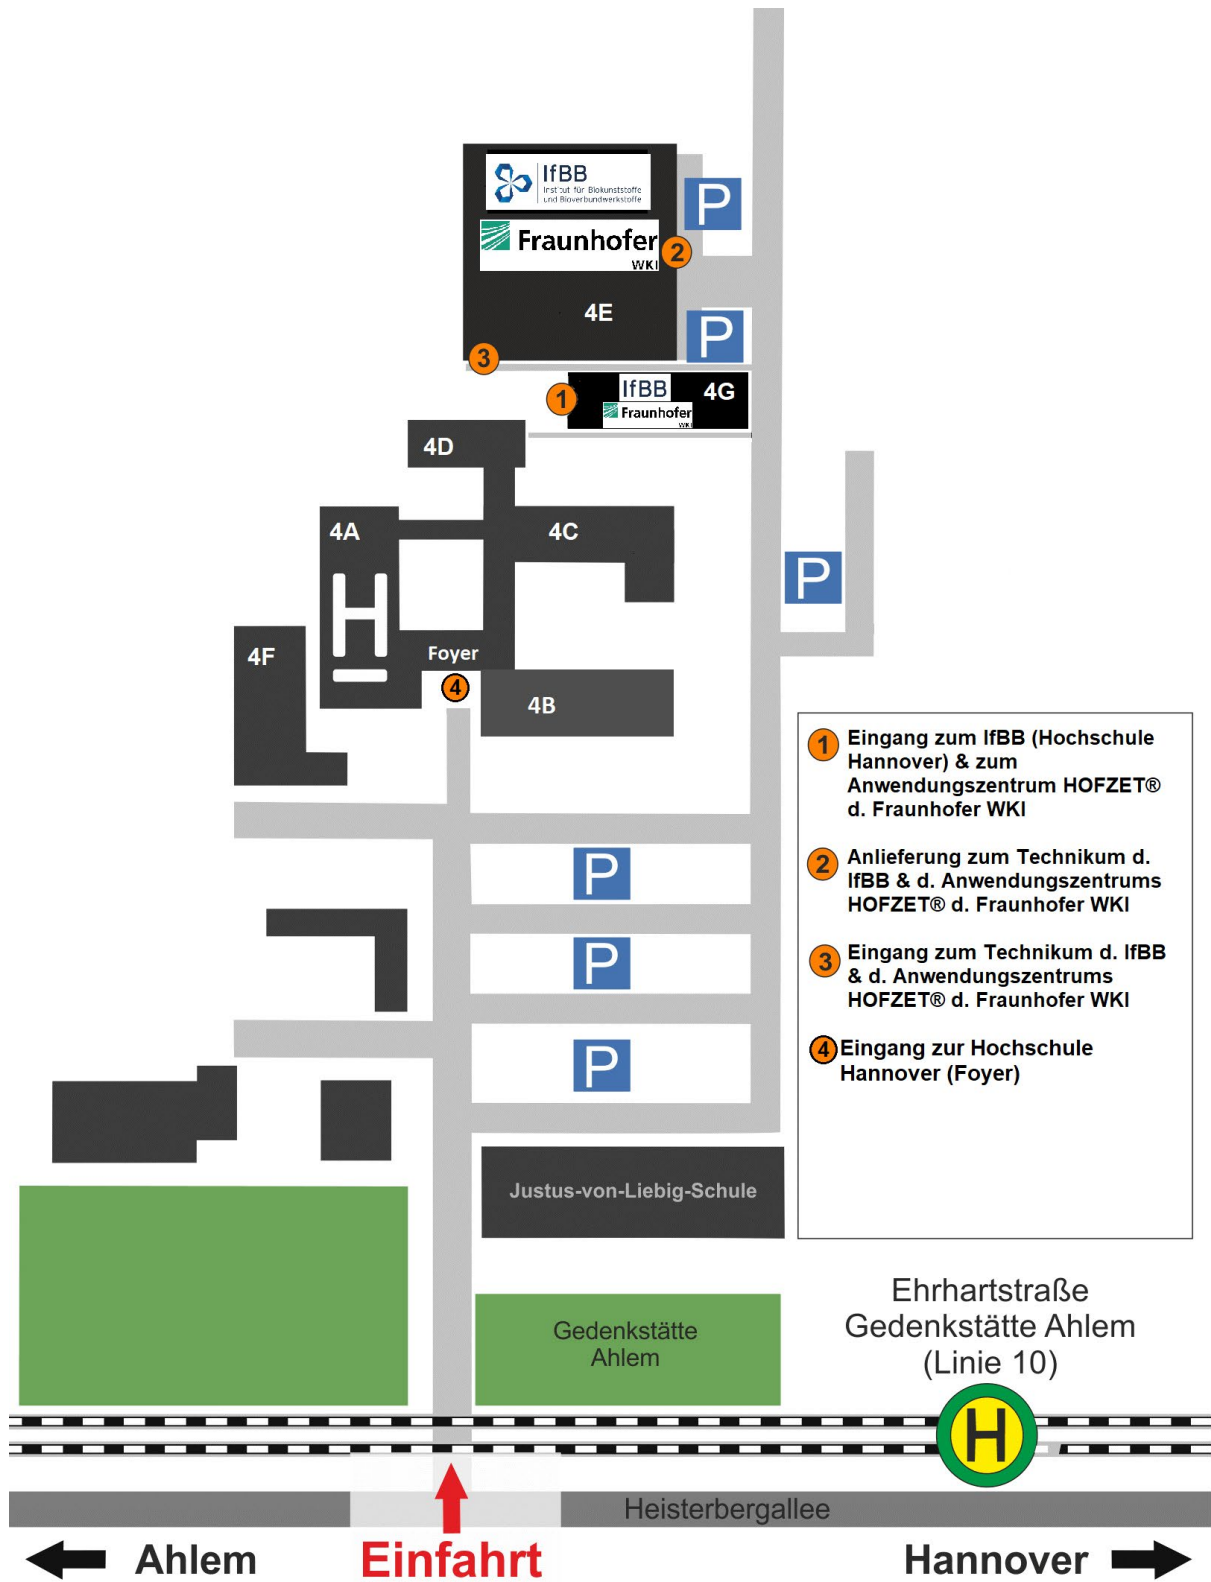 IfBB
Institut für Biokunststoffe
und Bioverbundwerkstoffe
P
Fraunhofer
WKI
2
4E
P
3
IfBB
4G
1
Fraunhofer
WKI
4D
4A
4C
P
H
4F
Foyer
4
4B
1 Eingang zum IfBB (Hochschule
Hannover) & zum
Anwendungszentrum HOFZET®
d. Fraunhofer WKI
2 Anlieferung zum Technikum d.
IfBB & d. Anwendungszentrums
HOFZET® d. Fraunhofer WKI
3 Eingang zum Technikum d. IfBB
& d. Anwendungszentrums
HOFZET® d. Fraunhofer WKI
4 Eingang zur Hochschule
Hannover (Foyer)
P
P
P
Justus-von-Liebig-Schule
Gedenkstätte
Ahlem
Ehrhartstraße
Gedenkstätte Ahlem
(Linie 10)
H
Heisterbergallee
Ahlem
Einfahrt
Hannover